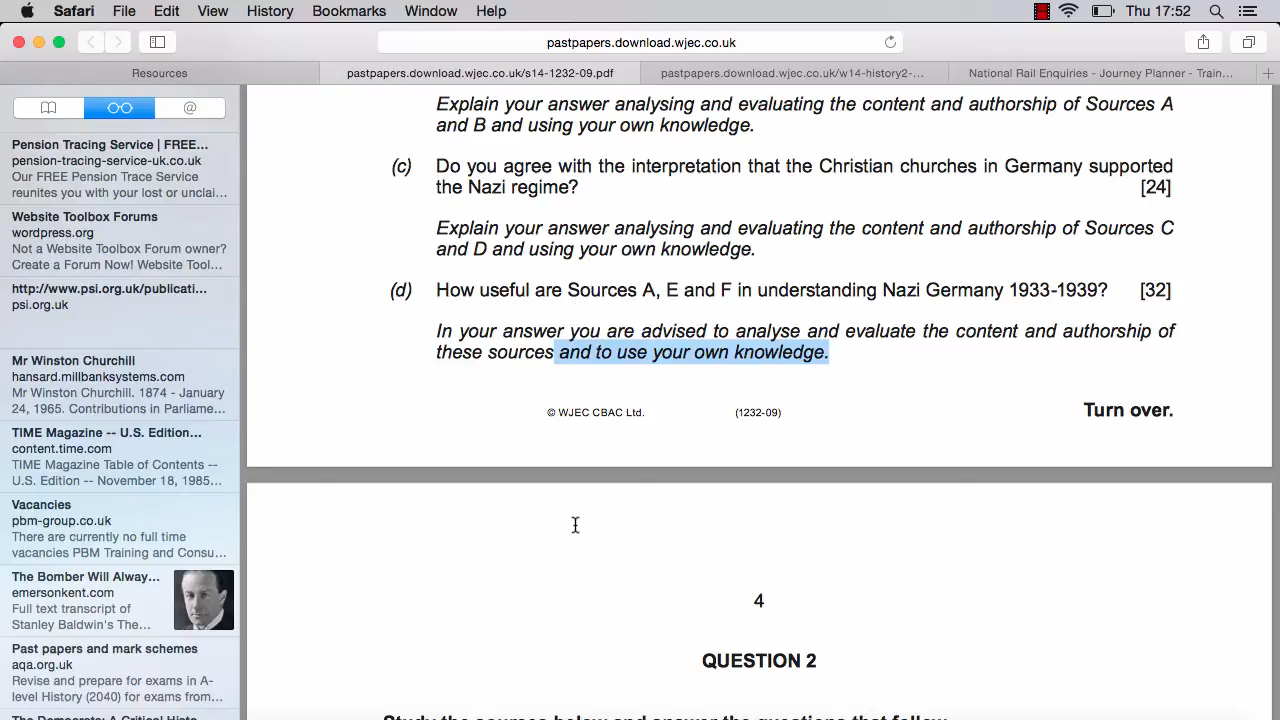 Safari File Edit View History Bookmarks Window Help Thu 17:52
pastpapers.download.wjec.co.uk
Resources
pastpapers.download.wjec.co.uk/s14-1232-09.pdf
pastpapers.download.wjec.co.uk/w14-history2-...
National Rail Enquiries - Journey Planner - Train...
Pension Tracing Service | FREE...
pension-tracing-service-uk.co.uk
Our FREE Pension Trace Service
reunites you with your lost or unclai...
Website Toolbox Forums
wordpress.org
Not a Website Toolbox Forum owner?
Create a Forum Now! Website Tool...
http://www.psi.org.uk/publicati...
psi.org.uk
Mr Winston Churchill
hansard.millbanksystems.com
Mr Winston Churchill. 1874 - January
24, 1965. Contributions in Parliame...
TIME Magazine -- U.S. Edition...
content.time.com
TIME Magazine Table of Contents --
U.S. Edition -- November 18, 1985...
Vacancies
pbm-group.co.uk
There are currently no full time
vacancies PBM Training and Consu...
The Bomber Will Alway...
emersonkent.com
Full text transcript of
Stanley Baldwin's The...
Past papers and mark schemes
aqa.org.uk
Revise and prepare for exams in A-
level History (2040) for exams from...
Explain your answer analysing and evaluating the content and authorship of Sources A
and B and using your own knowledge.
(c) Do you agree with the interpretation that the Christian churches in Germany supported
the Nazi regime? [24]
Explain your answer analysing and evaluating the content and authorship of Sources C
and D and using your own knowledge.
(d) How useful are Sources A, E and F in understanding Nazi Germany 1933-1939? [32]
In your answer you are advised to analyse and evaluate the content and authorship of
these sources and to use your own knowledge.
© WJEC CBAC Ltd. (1232-09) Turn over.
4
QUESTION 2
Study the sources below and answer the questions that follow.